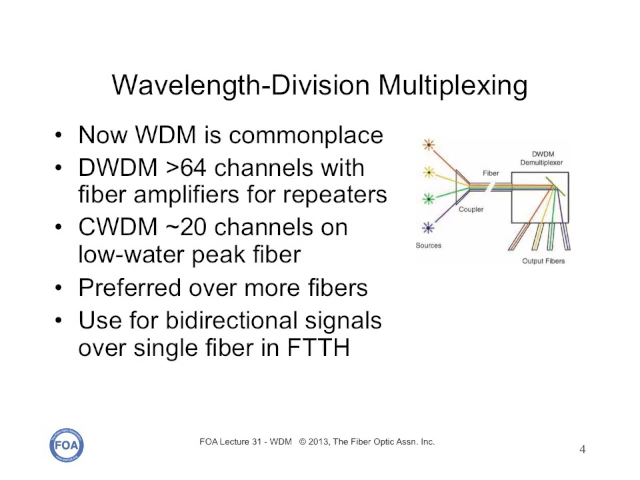 Wavelength-Division Multiplexing
• Now WDM is commonplace
• DWDM >64 channels with
fiber amplifiers for repeaters
• CWDM ~20 channels on
low-water peak fiber
• Preferred over more fibers
• Use for bidirectional signals
over single fiber in FTTH
DWDM
Demultiplexer
Fiber
Coupler
Sources
Output Fibers
FOA
FOA Lecture 31 - WDM © 2013, The Fiber Optic Assn. Inc.
4